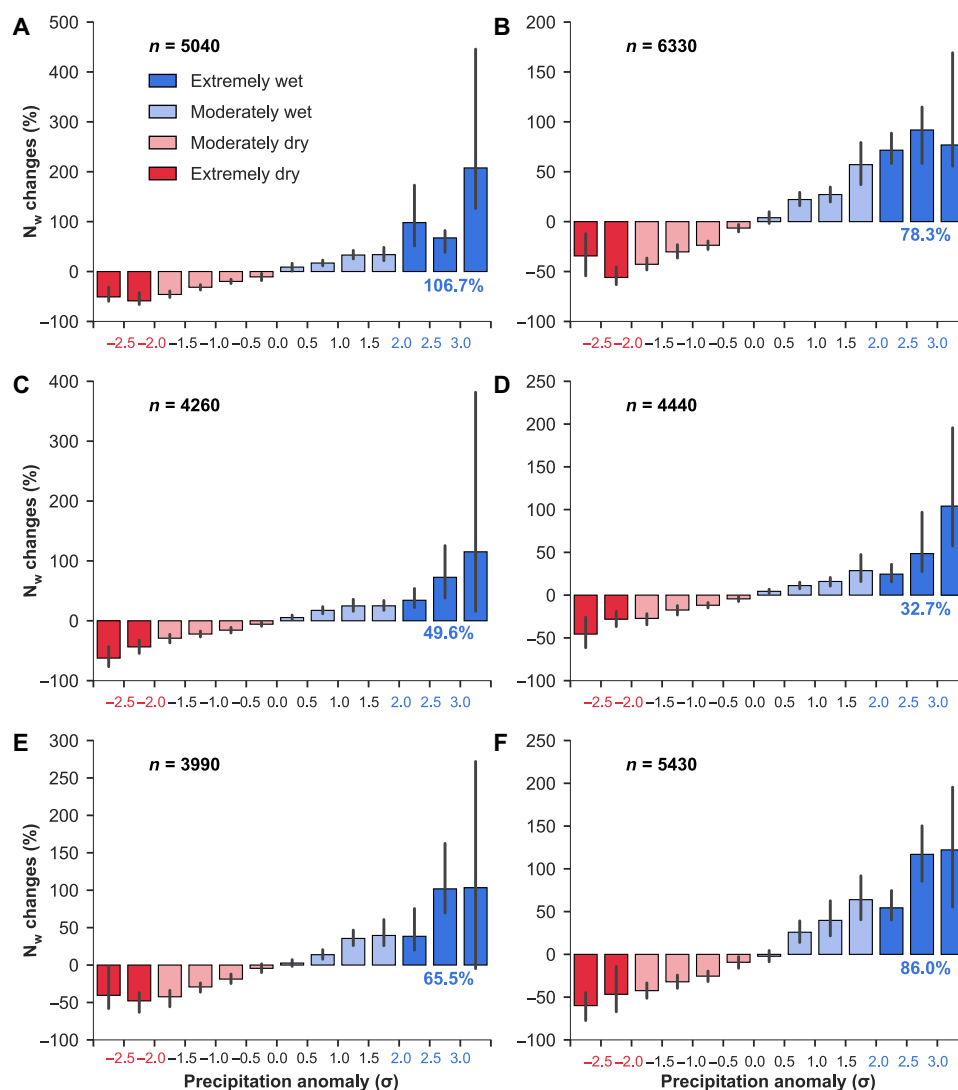 A
500
400
300
200
100
0
−100
N_w changes (%)
n = 5040
Extremely wet
Moderately wet
Moderately dry
Extremely dry
106.7%
−2.5 −2.0 −1.5 −1.0 −0.5 0.0 0.5 1.0 1.5 2.0 2.5 3.0
B
200
150
100
50
0
−50
−100
n = 6330
78.3%
−2.5 −2.0 −1.5 −1.0 −0.5 0.0 0.5 1.0 1.5 2.0 2.5 3.0
C
400
300
200
100
0
−100
N_w changes (%)
n = 4260
49.6%
−2.5 −2.0 −1.5 −1.0 −0.5 0.0 0.5 1.0 1.5 2.0 2.5 3.0
D
250
200
150
100
50
0
−50
−100
n = 4440
32.7%
−2.5 −2.0 −1.5 −1.0 −0.5 0.0 0.5 1.0 1.5 2.0 2.5 3.0
E
300
250
200
150
100
50
0
−50
−100
N_w changes (%)
n = 3990
65.5%
−2.5 −2.0 −1.5 −1.0 −0.5 0.0 0.5 1.0 1.5 2.0 2.5 3.0
Precipitation anomaly (σ)
F
250
200
150
100
50
0
−50
−100
n = 5430
86.0%
−2.5 −2.0 −1.5 −1.0 −0.5 0.0 0.5 1.0 1.5 2.0 2.5 3.0
Precipitation anomaly (σ)